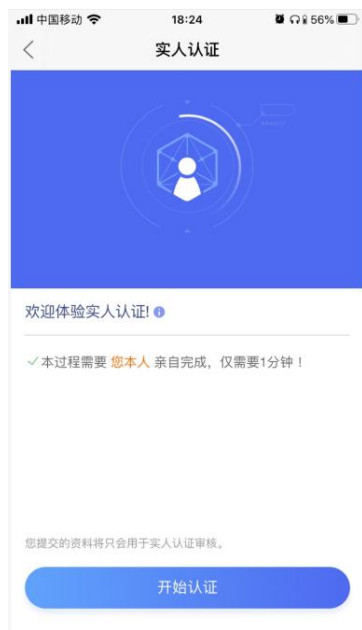 中国移动 18:24 56%
实人认证
欢迎体验实人认证!
✓本过程需要 您本人 亲自完成，仅需要1分钟！
您提交的资料将只会用于实人认证审核。
开始认证